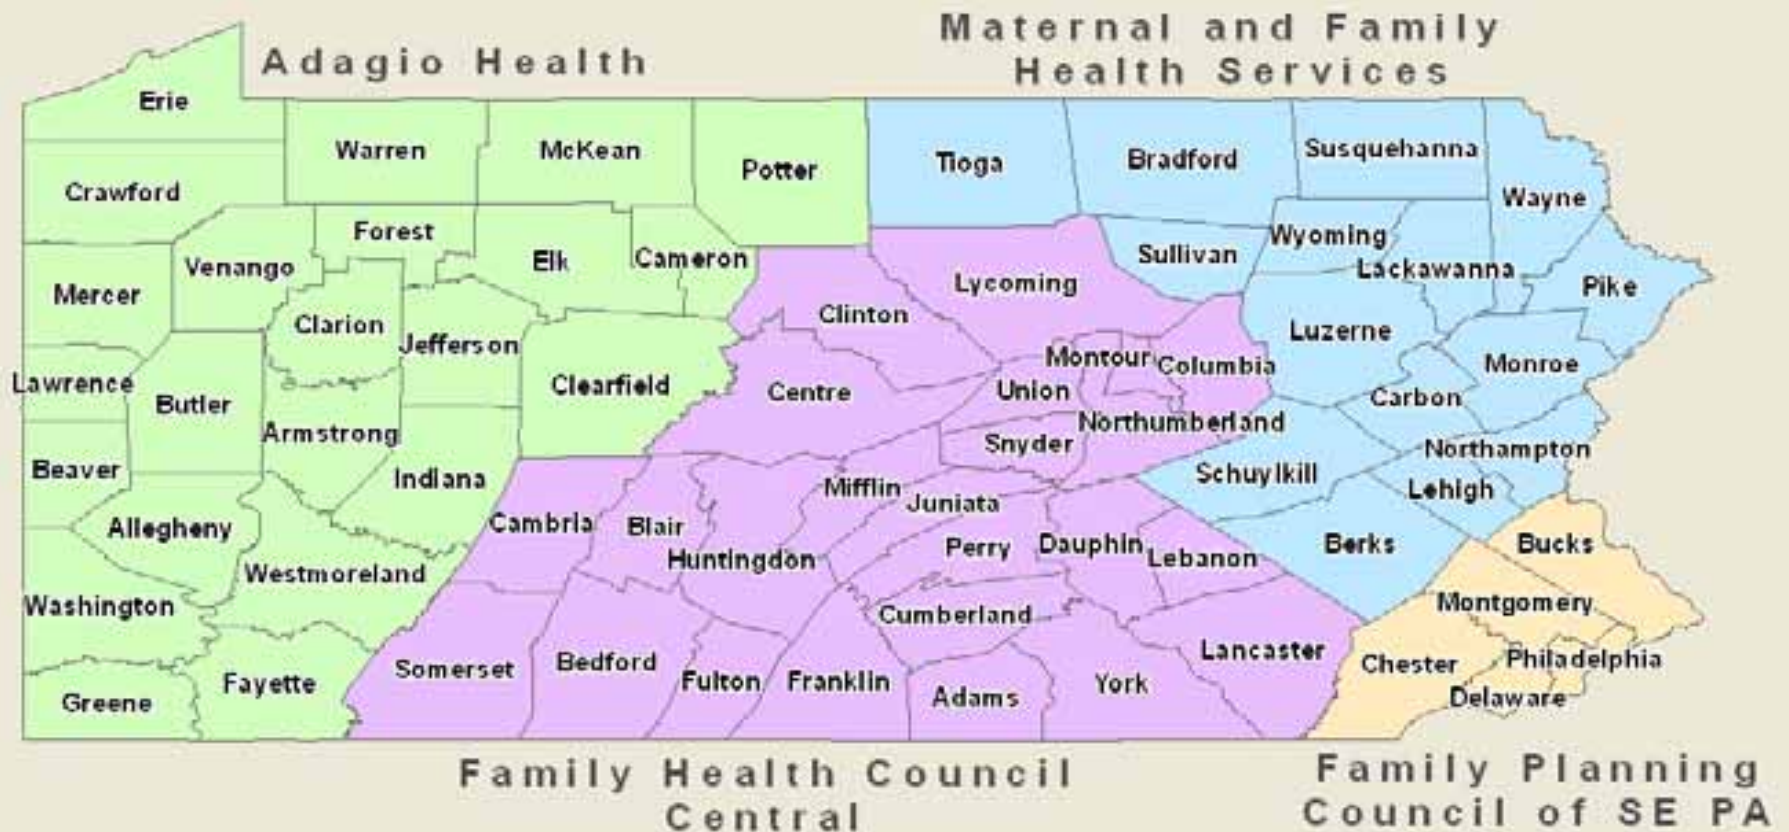 Maternal and Family
Health Services
Adagio Health
Erie
Warren
McKean
Potter
Tioga
Bradford
Susquehanna
Crawford
Wayne
Forest
Wyoming
Venango
Elk
Cameron
Sullivan
Lackawanna
Mercer
Lycoming
Pike
Clarion
Clinton
Luzerne
Jefferson
Montour
Columbia
Monroe
Lawrence
Clearfield
Centre
Union
Carbon
Butler
Armstrong
Northumberland
Snyder
Northampton
Beaver
Indiana
Schuylkill
Mifflin
Juniata
Lehigh
Allegheny
Cambria
Blair
Huntingdon
Perry
Dauphin
Lebanon
Berks
Bucks
Westmoreland
Washington
Cumberland
Montgomery
Somerset
Bedford
Lancaster
Chester
Philadelphia
Greene
Fayette
Fulton
Franklin
Adams
York
Delaware
Family Health Council
Central
Family Planning
Council of SE PA